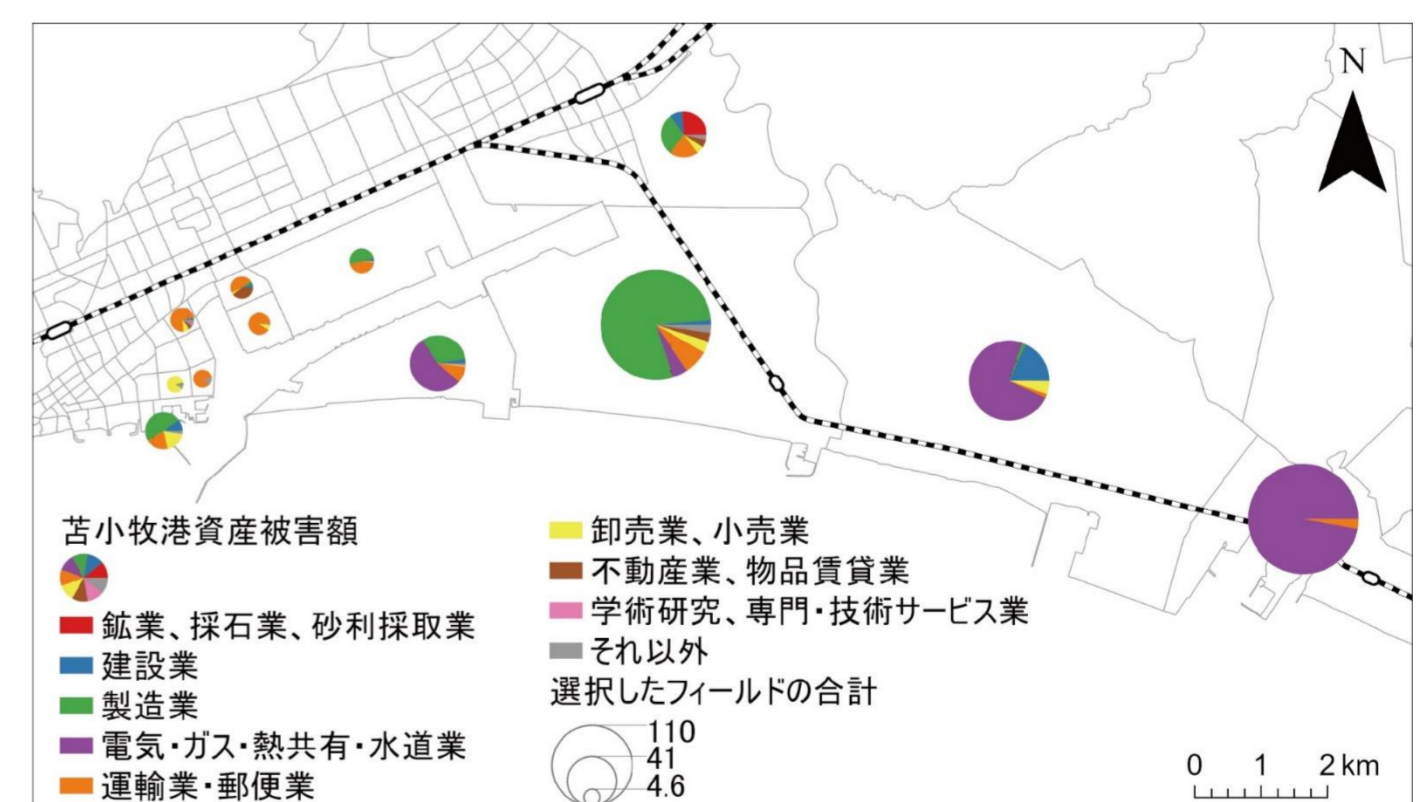 N
苫小牧港資産被害額
鉱業、採石業、砂利採取業
建設業
製造業
電気・ガス・熱共有・水道業
運輸業・郵便業
卸売業、小売業
不動産業、物品賃貸業
学術研究、専門・技術サービス業
それ以外
選択したフィールドの合計
110
41
4.6
0 1 2 km